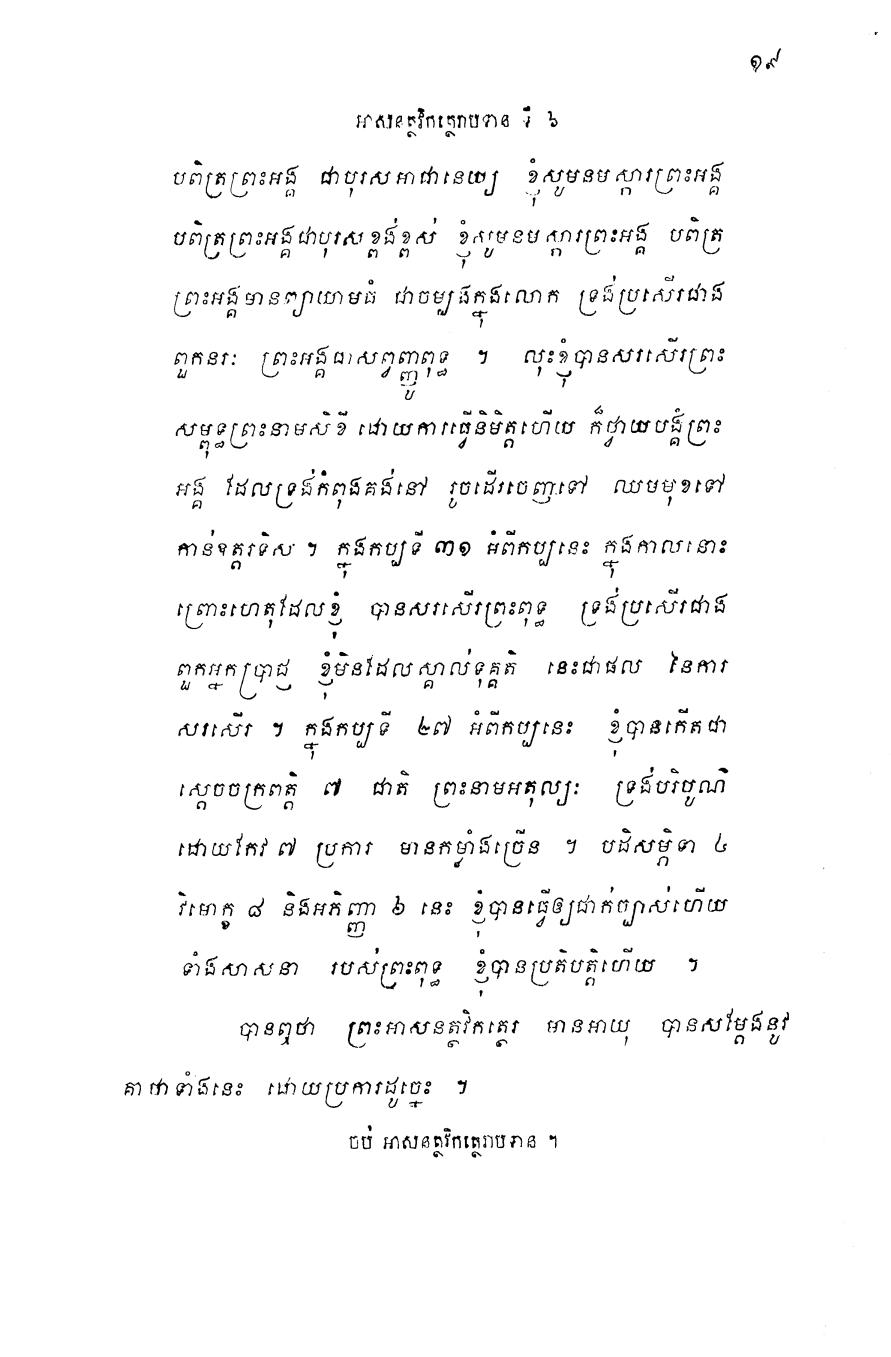 ១៩
អាសនត្ថវិកត្ថេរាបទាន ទី ៦
បពិត្រព្រះអង្គ ជាបុរសអាជានេយ្យ ខ្ញុំសូមនមស្ការព្រះអង្គ
បពិត្រព្រះអង្គជាបុរសខ្ពង់ខ្ពស់ ខ្ញុំសូមនមស្ការព្រះអង្គ បពិត្រ
ព្រះអង្គមានព្យាយាមធំ ជាចម្បងក្នុងលោក ទ្រង់ប្រសើរជាង
ពួកនរៈ ព្រះអង្គជាសព្វញ្ញូពុទ្ធ ។ លុះខ្ញុំបានសរសើរព្រះ
សម្ពុទ្ធព្រះនាមសិខី ដោយការធ្វើនិមិត្តហើយ ក៏ថ្វាយបង្គំព្រះ
អង្គ ដែលទ្រង់កំពុងគង់នៅ រួចដើរចេញទៅ ឈមមុខទៅ
កាន់ឧត្តរទិស ។ ក្នុងកប្បទី ៣១ អំពីកប្បនេះ ក្នុងកាលនោះ
ព្រោះហេតុដែលខ្ញុំ បានសរសើរព្រះពុទ្ធ ទ្រង់ប្រសើរជាង
ពួកអ្នកប្រាជ្ញ ខ្ញុំមិនដែលស្គាល់ទុគ្គតិ នេះជាផល នៃការ
សរសើរ ។ ក្នុងកប្បទី ២៧ អំពីកប្បនេះ ខ្ញុំបានកើតជា
ស្តេចចក្រពត្តិ ៧ ជាតិ ព្រះនាមអតុល្យៈ ទ្រង់បរិបូណ៌
ដោយកែវ ៧ ប្រការ មានកម្លាំងច្រើន ។ បដិសម្ភិទា ៤
វិមោក្ខ ៨ និងអភិញ្ញា ៦ នេះ ខ្ញុំបានធ្វើឲ្យជាក់ច្បាស់ហើយ
ទាំងសាសនា របស់ព្រះពុទ្ធ ខ្ញុំបានប្រតិបត្តិហើយ ។
បានឮថា ព្រះអាសនត្ថវិកត្ថេរ មានអាយុ បានសម្តែងនូវ
គាថាទាំងនេះ ដោយប្រការដូច្នេះ ។
ចប់ អាសនត្ថវិកត្ថេរាបទាន ។